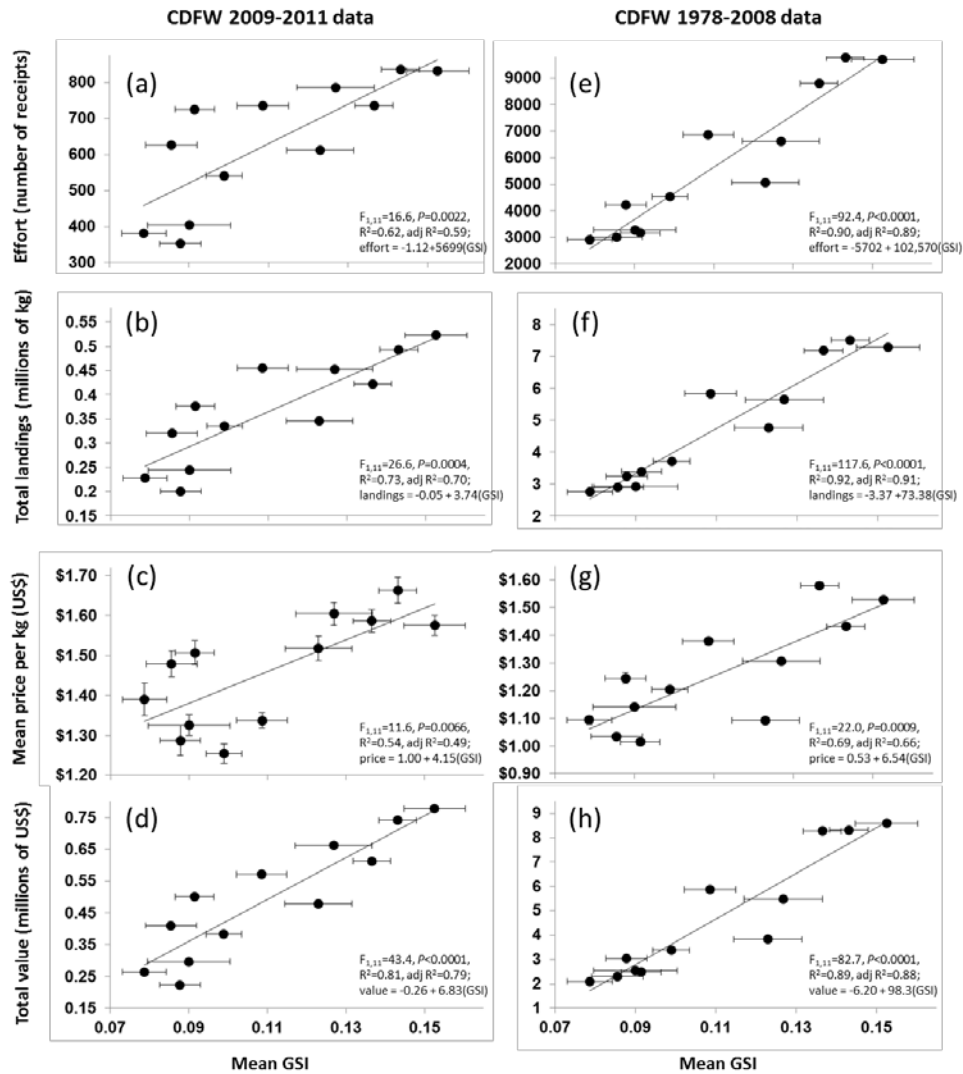 CDFW 2009-2011 data
CDFW 1978-2008 data
Effort (number of receipts)
800
700
600
500
400
300
(a)
F1,11=16.6, P=0.0022,
R²=0.62, adj R²=0.59;
effort = -1.12+5699(GSI)
9000
8000
7000
6000
5000
4000
3000
2000
(e)
F1,11=92.4, P<0.0001,
R²=0.90, adj R²=0.89;
effort = -5702 + 102,570(GSI)
Total landings (millions of kg)
0.55
0.5
0.45
0.4
0.35
0.3
0.25
0.2
0.15
(b)
F1,11=26.6, P=0.0004,
R²=0.73, adj R²=0.70;
landings = -0.05 + 3.74(GSI)
8
7
6
5
4
3
2
(f)
F1,11=117.6, P<0.0001,
R²=0.92, adj R²=0.91;
landings = -3.37 +73.38(GSI)
Mean price per kg (US$)
$1.70
$1.60
$1.50
$1.40
$1.30
$1.20
(c)
F1,11=11.6, P=0.0066,
R²=0.54, adj R²=0.49;
price = 1.00 + 4.15(GSI)
$1.60
$1.50
$1.40
$1.30
$1.20
$1.10
$1.00
$0.90
(g)
F1,11=22.0, P=0.0009,
R²=0.69, adj R²=0.66;
price = 0.53 + 6.54(GSI)
Total value (millions of US$)
0.75
0.65
0.55
0.45
0.35
0.25
0.15
(d)
F1,11=43.4, P<0.0001,
R²=0.81, adj R²=0.79;
value = -0.26 + 6.83(GSI)
0.07 0.09 0.11 0.13 0.15
Mean GSI
9
8
7
6
5
4
3
2
1
(h)
F1,11=82.7, P<0.0001,
R²=0.89, adj R²=0.88;
value = -6.20 + 98.3(GSI)
0.07 0.09 0.11 0.13 0.15
Mean GSI